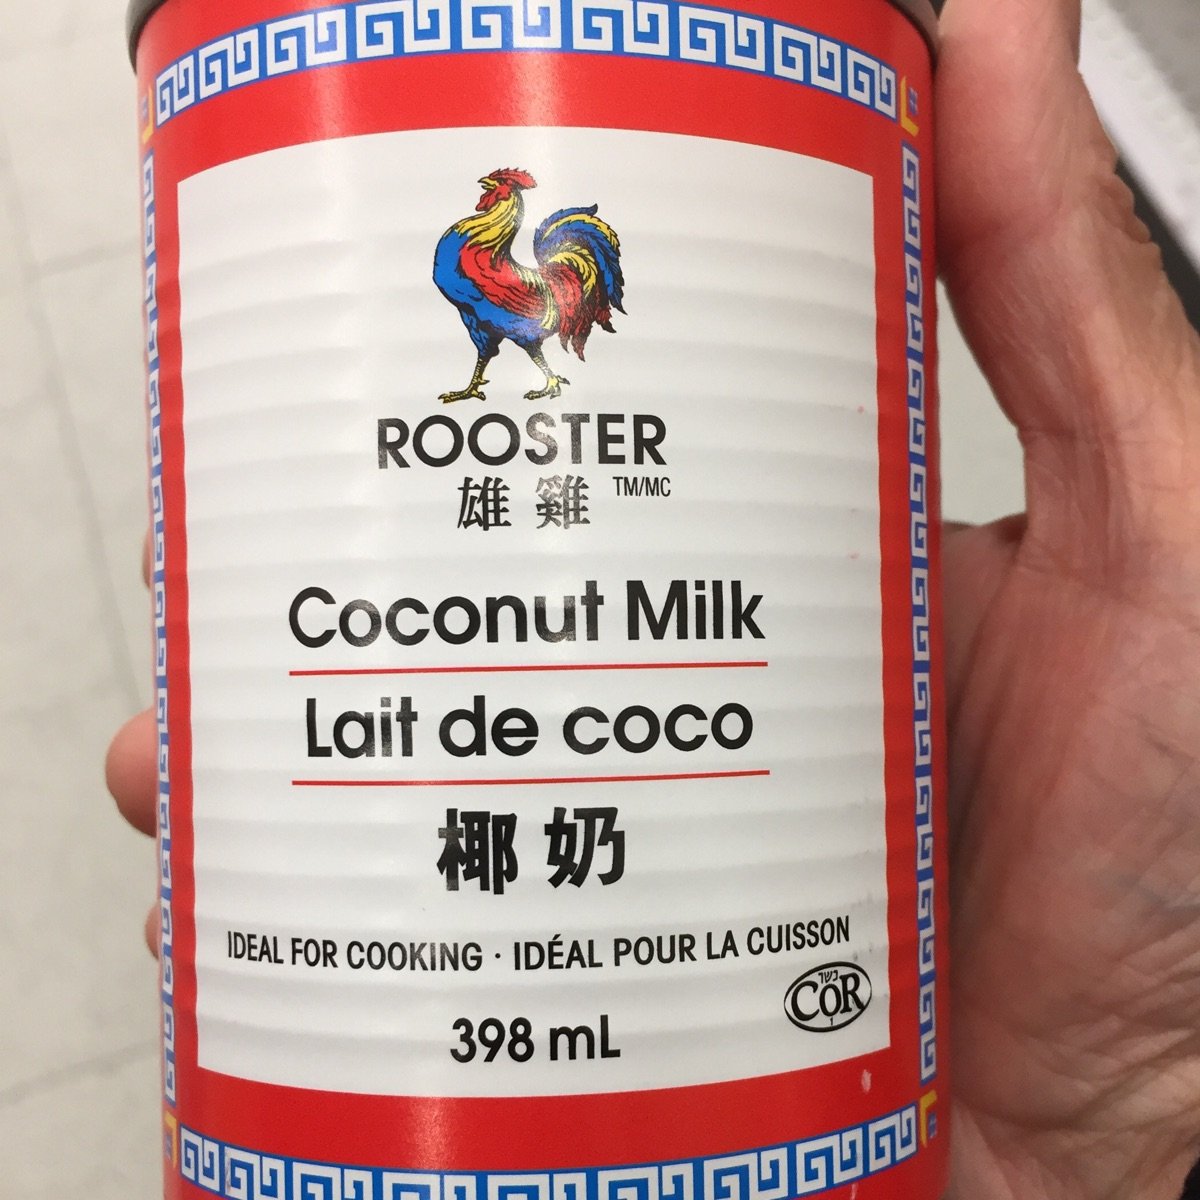 ROOSTER
雄雞 TM/MC
Coconut Milk
Lait de coco
椰奶
IDEAL FOR COOKING · IDÉAL POUR LA CUISSON
כשר
COR
398 mL